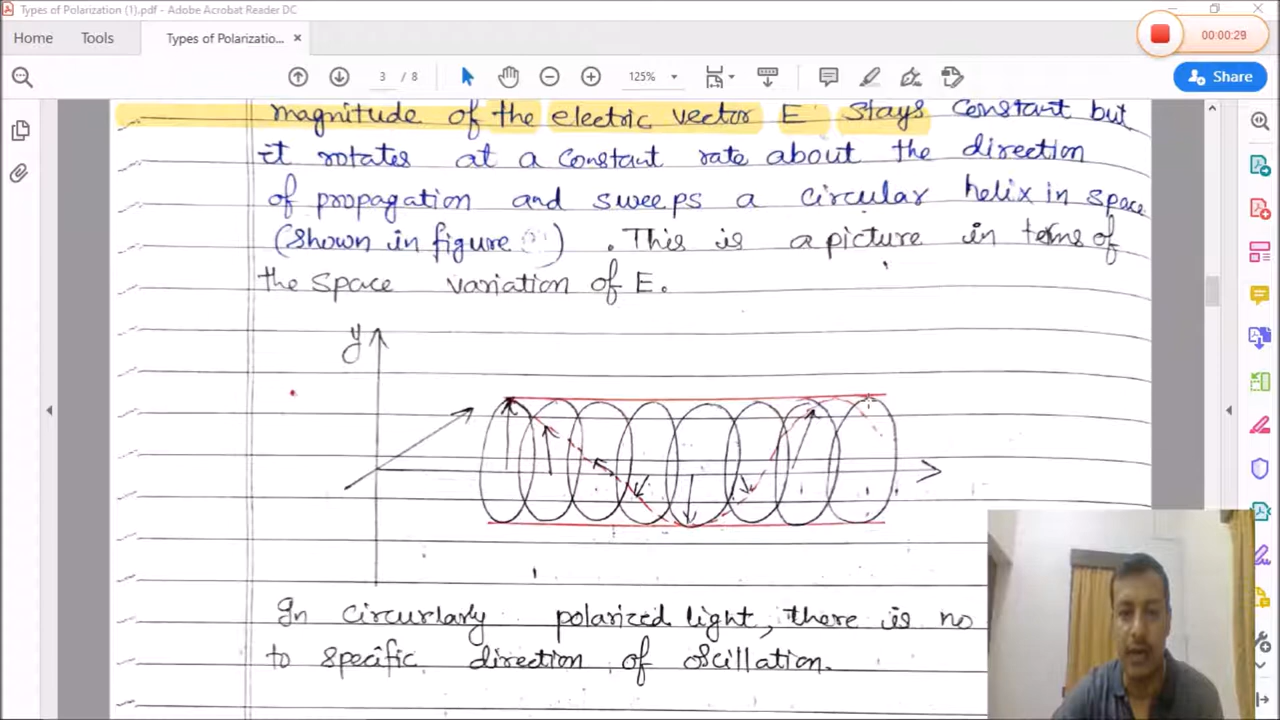 Types of Polarization (1).pdf - Adobe Acrobat Reader DC
00:00:29
Home Tools Types of Polarizatio...
3 / 8 125% Share
magnitude of the electric vector E stays constant but
it rotates at a constant rate about the direction
of propagation and sweeps a circular helix in space
(shown in figure ) . This is a picture in terms of
the space variation of E.
y
In circurlarly polarized light, there is no
to specific direction of oscillation.